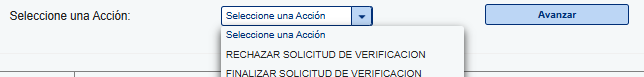 Seleccione una Acción: Seleccione una Acción Avanzar
Seleccione una Acción
RECHAZAR SOLICITUD DE VERIFICACION
FINALIZAR SOLICITUD DE VERIFICACION